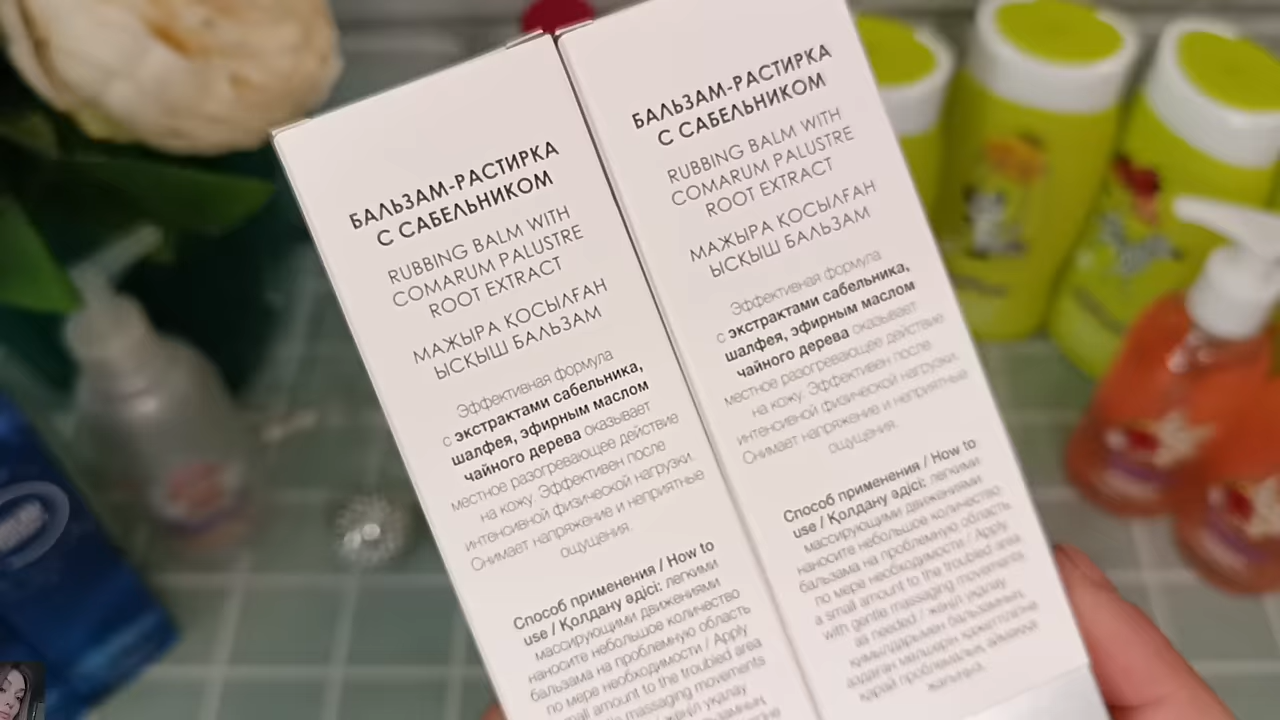 БАЛЬЗАМ-РАСТИРКА
С САБЕЛЬНИКОМ
RUBBING BALM WITH
COMARUM PALUSTRE
ROOT EXTRACT
МАЖЫРА ҚОСЫЛҒАН
ЫСҚЫШ БАЛЬЗАМ
Эффективная формула
с экстрактами сабельника,
шалфея, эфирным маслом
чайного дерева оказывает
местное разогревающее действие
на кожу. Эффективен после
интенсивной физической нагрузки.
Снимает напряжение и неприятные
ощущения.
Способ применения / How to
use / Қолдану әдісі: легкими
массирующими движениями
наносите небольшое количество
бальзама на проблемную область
по мере необходимости / Apply
small amount to the troubled area
БАЛЬЗАМ-РАСТИРКА
С САБЕЛЬНИКОМ
RUBBING BALM WITH
COMARUM PALUSTRE
ROOT EXTRACT
МАЖЫРА ҚОСЫЛҒАН
ЫСҚЫШ БАЛЬЗАМ
Эффективная формула
с экстрактами сабельника,
шалфея, эфирным маслом
чайного дерева оказывает
местное разогревающее действие
на кожу. Эффективен после
интенсивной физической нагрузки.
Снимает напряжение и неприятные
ощущения.
Способ применения / How to
use / Қолдану әдісі: легкими
массирующими движениями
наносите небольшое количество
бальзама на проблемную область
по мере необходимости / Apply
a small amount to the troubled area
with gentle massaging movements
as needed / жеңіл уқалау